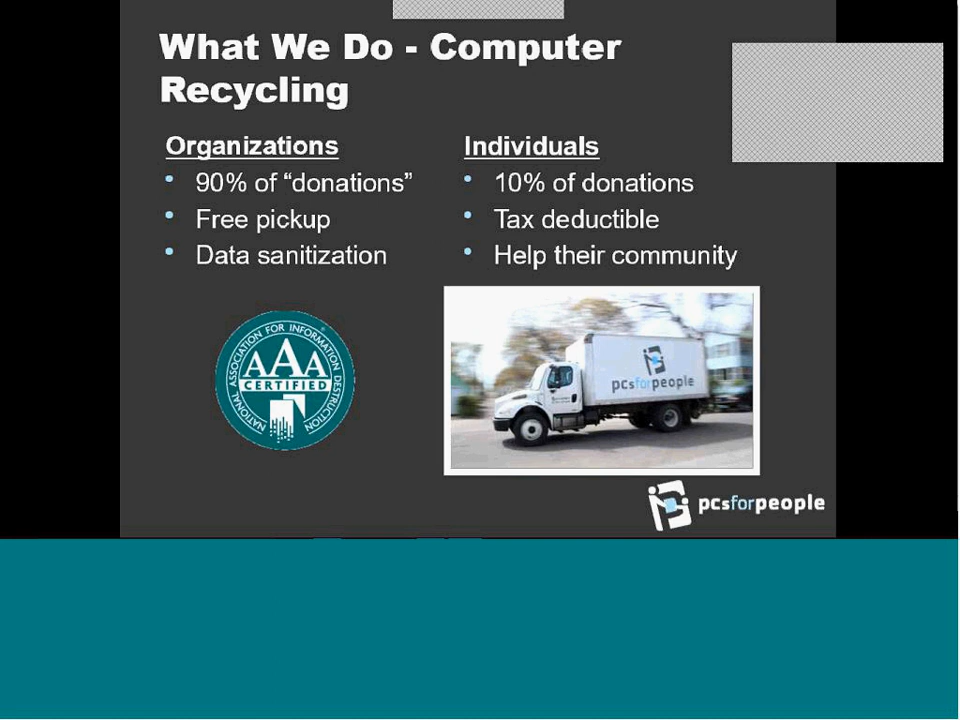 What We Do - Computer
Recycling
Organizations
• 90% of “donations”
• Free pickup
• Data sanitization
Individuals
• 10% of donations
• Tax deductible
• Help their community
NATIONAL ASSOCIATION FOR INFORMATION DESTRUCTION
AAA
CERTIFIED
pcsforpeople
pcsforpeople